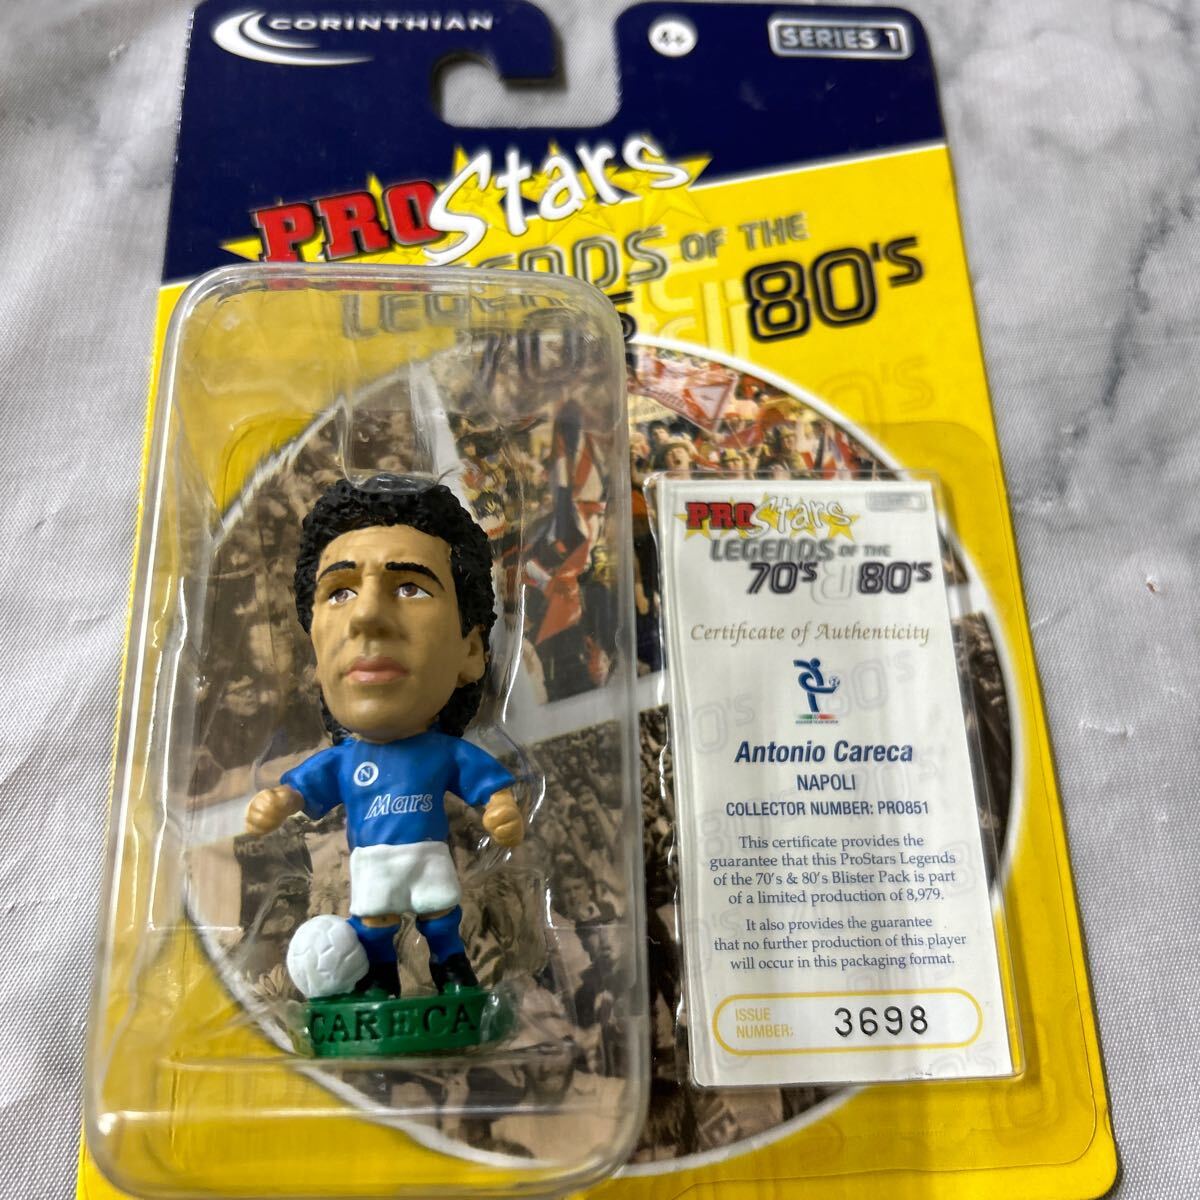 CORINTHIAN
4+
SERIES 1
PROStars
LEGENDS OF THE
70'S 80'S
N
Mars
CARECA
PROStars
LEGENDS OF THE
70's 80's
Certificate of Authenticity
Antonio Careca
NAPOLI
COLLECTOR NUMBER: PRO851
This certificate provides the
guarantee that this ProStars Legends
of the 70's & 80's Blister Pack is part
of a limited production of 8,979.
It also provides the guarantee
that no further production of this player
will occur in this packaging format.
ISSUE
NUMBER: 3698